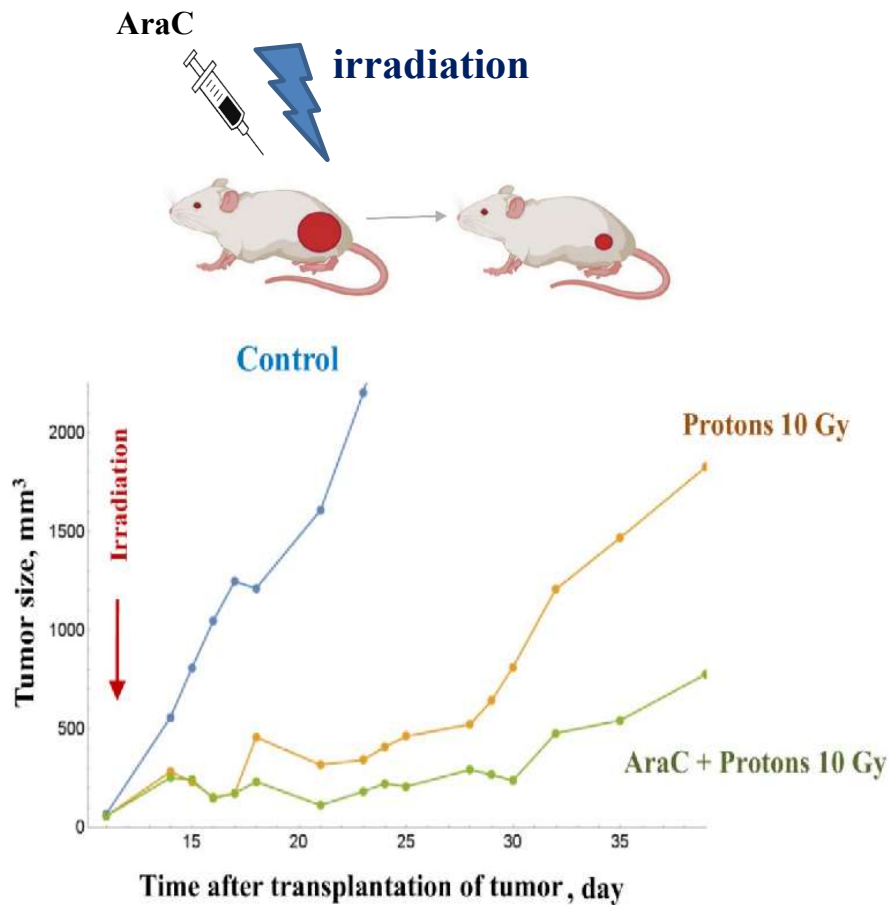 AraC
irradiation
Control
Protons 10 Gy
AraC + Protons 10 Gy
Irradiation
Tumor size, mm³
2000
1500
1000
500
0
15
20
25
30
35
Time after transplantation of tumor , day